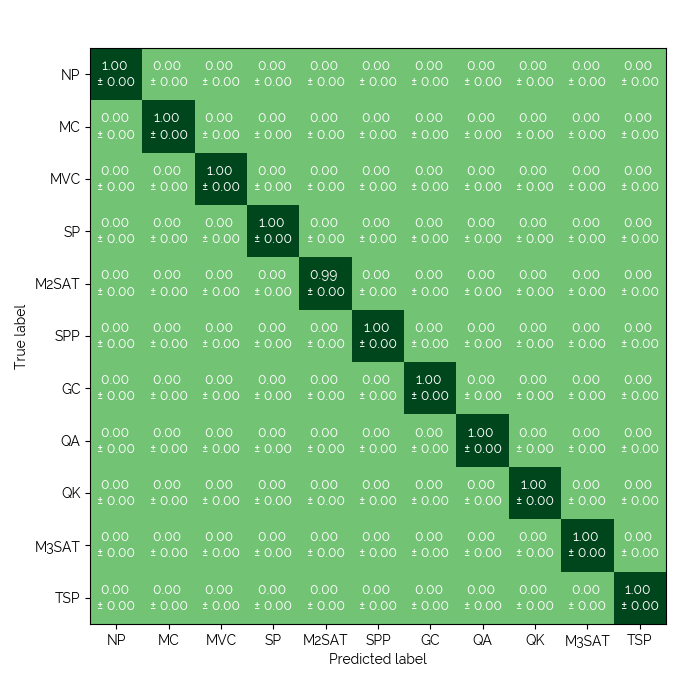 1.00 0.00 0.00 0.00 0.00 0.00 0.00 0.00 0.00 0.00 0.00
NP
± 0.00 ± 0.00 ± 0.00 ± 0.00 ± 0.00 ± 0.00 ± 0.00 ± 0.00 ± 0.00 ± 0.00 ± 0.00
0.00 1.00 0.00 0.00 0.00 0.00 0.00 0.00 0.00 0.00 0.00
MC
± 0.00 ± 0.00 ± 0.00 ± 0.00 ± 0.00 ± 0.00 ± 0.00 ± 0.00 ± 0.00 ± 0.00 ± 0.00
0.00 0.00 1.00 0.00 0.00 0.00 0.00 0.00 0.00 0.00 0.00
MVC
± 0.00 ± 0.00 ± 0.00 ± 0.00 ± 0.00 ± 0.00 ± 0.00 ± 0.00 ± 0.00 ± 0.00 ± 0.00
0.00 0.00 0.00 1.00 0.00 0.00 0.00 0.00 0.00 0.00 0.00
SP
± 0.00 ± 0.00 ± 0.00 ± 0.00 ± 0.00 ± 0.00 ± 0.00 ± 0.00 ± 0.00 ± 0.00 ± 0.00
0.00 0.00 0.00 0.00 0.99 0.00 0.00 0.00 0.00 0.00 0.00
M2SAT
± 0.00 ± 0.00 ± 0.00 ± 0.00 ± 0.00 ± 0.00 ± 0.00 ± 0.00 ± 0.00 ± 0.00 ± 0.00
True label
0.00 0.00 0.00 0.00 0.00 1.00 0.00 0.00 0.00 0.00 0.00
SPP
± 0.00 ± 0.00 ± 0.00 ± 0.00 ± 0.00 ± 0.00 ± 0.00 ± 0.00 ± 0.00 ± 0.00 ± 0.00
0.00 0.00 0.00 0.00 0.00 0.00 1.00 0.00 0.00 0.00 0.00
GC
± 0.00 ± 0.00 ± 0.00 ± 0.00 ± 0.00 ± 0.00 ± 0.00 ± 0.00 ± 0.00 ± 0.00 ± 0.00
0.00 0.00 0.00 0.00 0.00 0.00 0.00 1.00 0.00 0.00 0.00
QA
± 0.00 ± 0.00 ± 0.00 ± 0.00 ± 0.00 ± 0.00 ± 0.00 ± 0.00 ± 0.00 ± 0.00 ± 0.00
0.00 0.00 0.00 0.00 0.00 0.00 0.00 0.00 1.00 0.00 0.00
QK
± 0.00 ± 0.00 ± 0.00 ± 0.00 ± 0.00 ± 0.00 ± 0.00 ± 0.00 ± 0.00 ± 0.00 ± 0.00
0.00 0.00 0.00 0.00 0.00 0.00 0.00 0.00 0.00 1.00 0.00
M3SAT
± 0.00 ± 0.00 ± 0.00 ± 0.00 ± 0.00 ± 0.00 ± 0.00 ± 0.00 ± 0.00 ± 0.00 ± 0.00
0.00 0.00 0.00 0.00 0.00 0.00 0.00 0.00 0.00 0.00 1.00
TSP
± 0.00 ± 0.00 ± 0.00 ± 0.00 ± 0.00 ± 0.00 ± 0.00 ± 0.00 ± 0.00 ± 0.00 ± 0.00
NP MC MVC SP M2SAT SPP GC QA QK M3SAT TSP
Predicted label